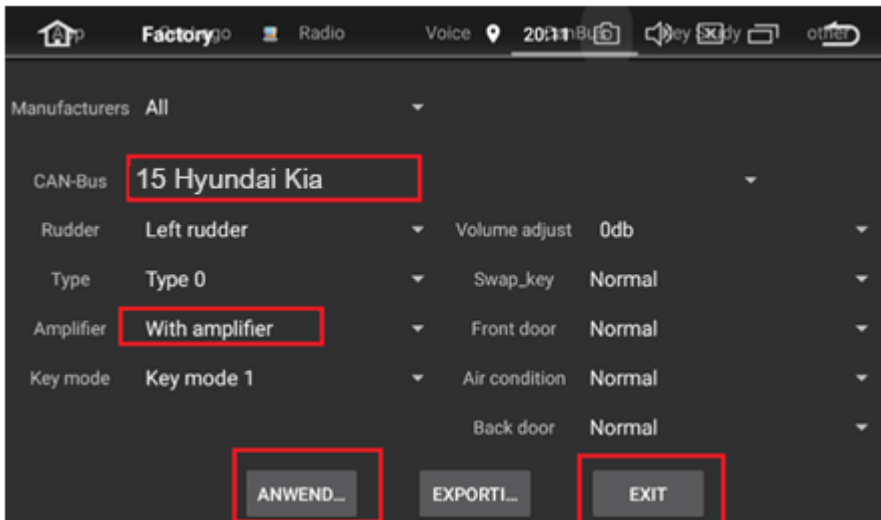 Factory Radio Voice 20:11
Manufacturers All
CAN-Bus 15 Hyundai Kia
Rudder Left rudder Volume adjust 0db
Type Type 0 Swap_key Normal
Amplifier With amplifier Front door Normal
Key mode Key mode 1 Air condition Normal
Back door Normal
ANWEND... EXPORTI... EXIT